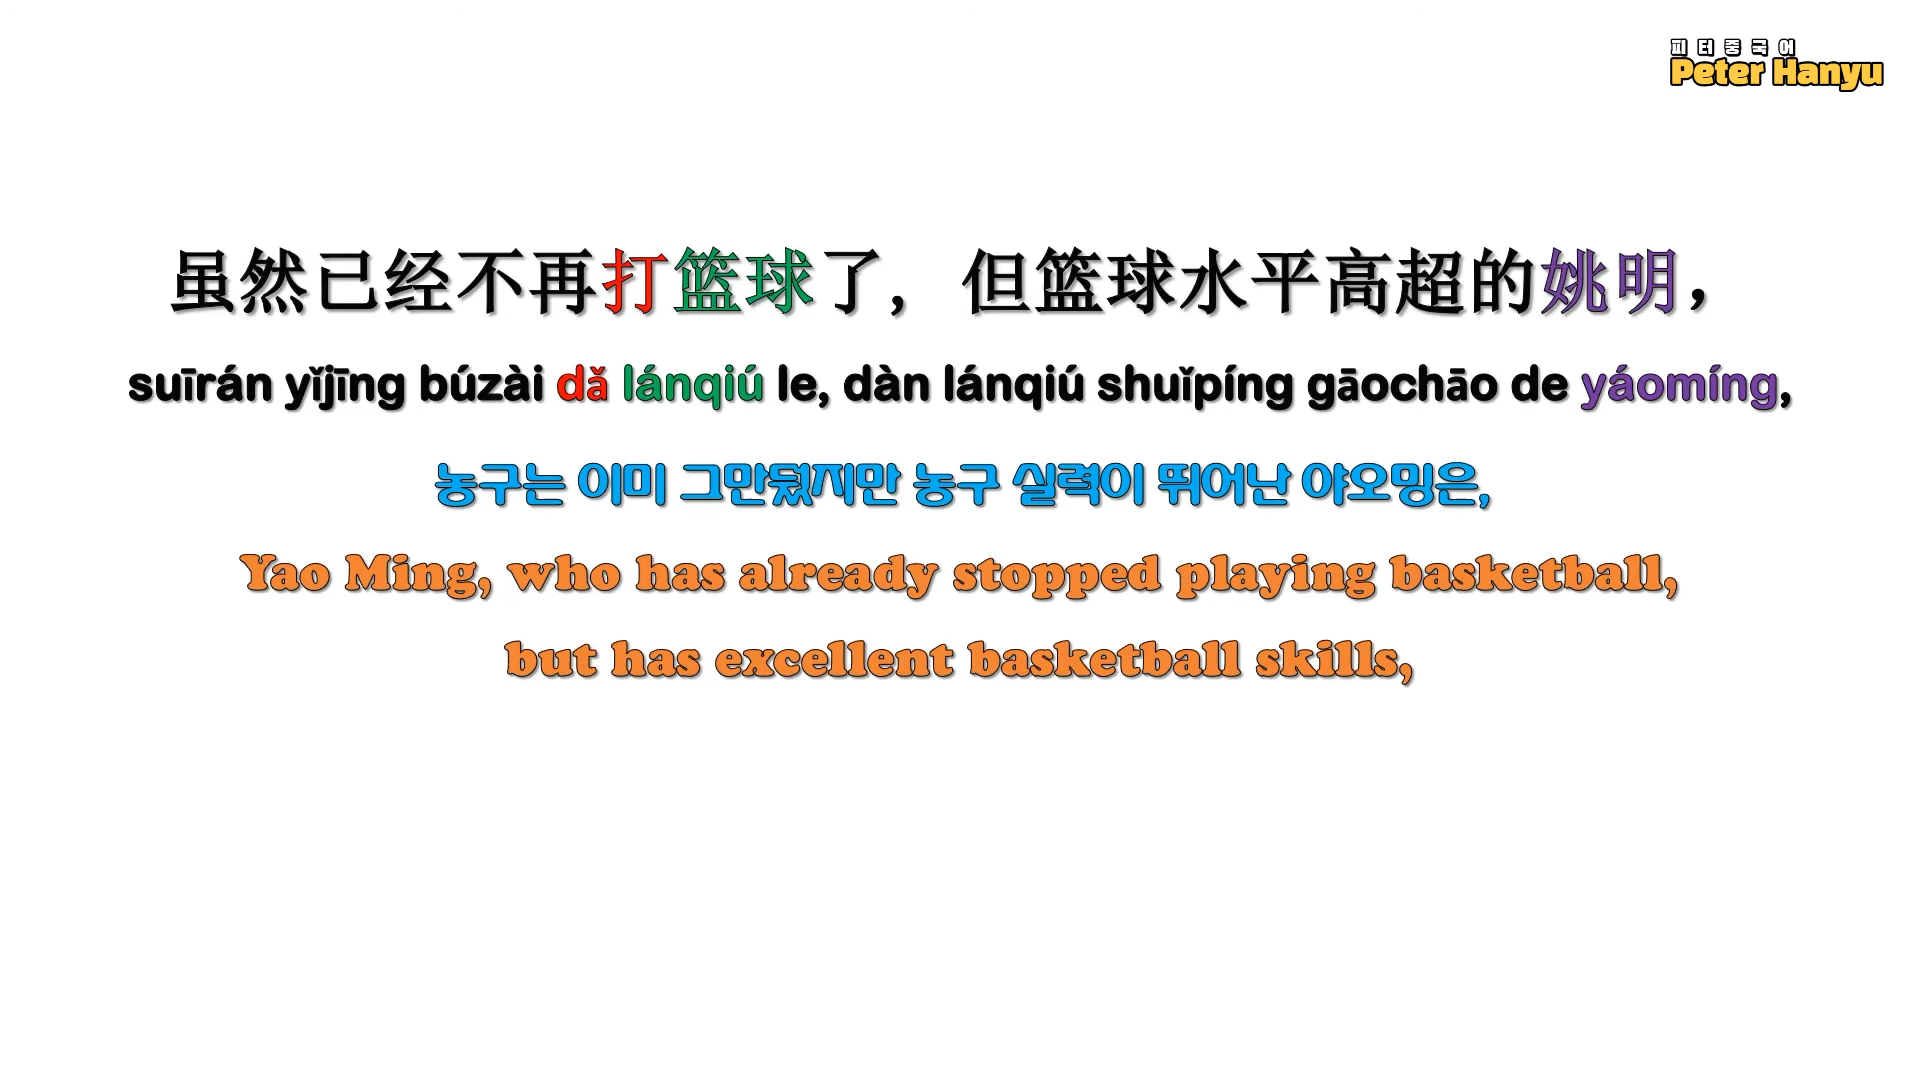 피터중국어
Peter Hanyu
虽然已经不再打篮球了，但篮球水平高超的姚明，
suīrán yǐjīng búzài dǎ lánqiú le, dàn lánqiú shuǐpíng gāochāo de yáomíng,
농구는 이미 그만뒀지만 농구 실력이 뛰어난 야오밍은,
Yao Ming, who has already stopped playing basketball,
but has excellent basketball skills,